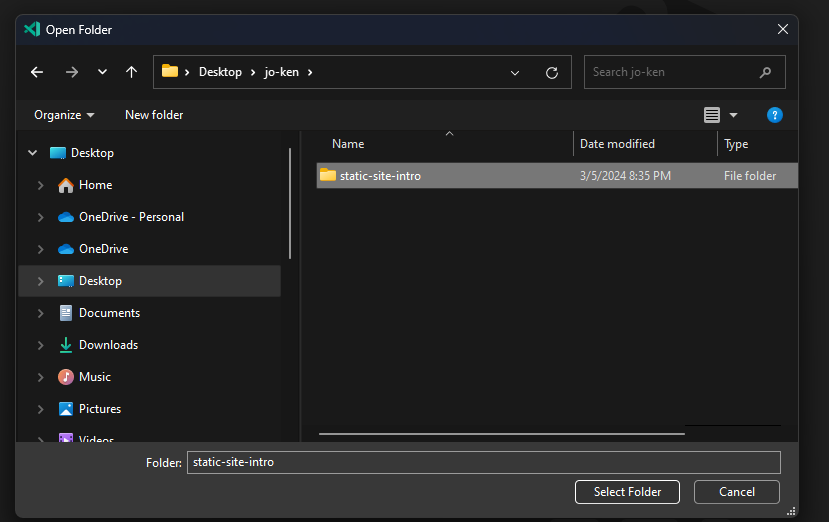 Open Folder
Desktop jo-ken
Search jo-ken
Organize New folder
Name Date modified Type
Desktop
static-site-intro 3/5/2024 8:35 PM File folder
Home
OneDrive - Personal
OneDrive
Desktop
Documents
Downloads
Music
Pictures
Videos
Folder: static-site-intro
Select Folder Cancel